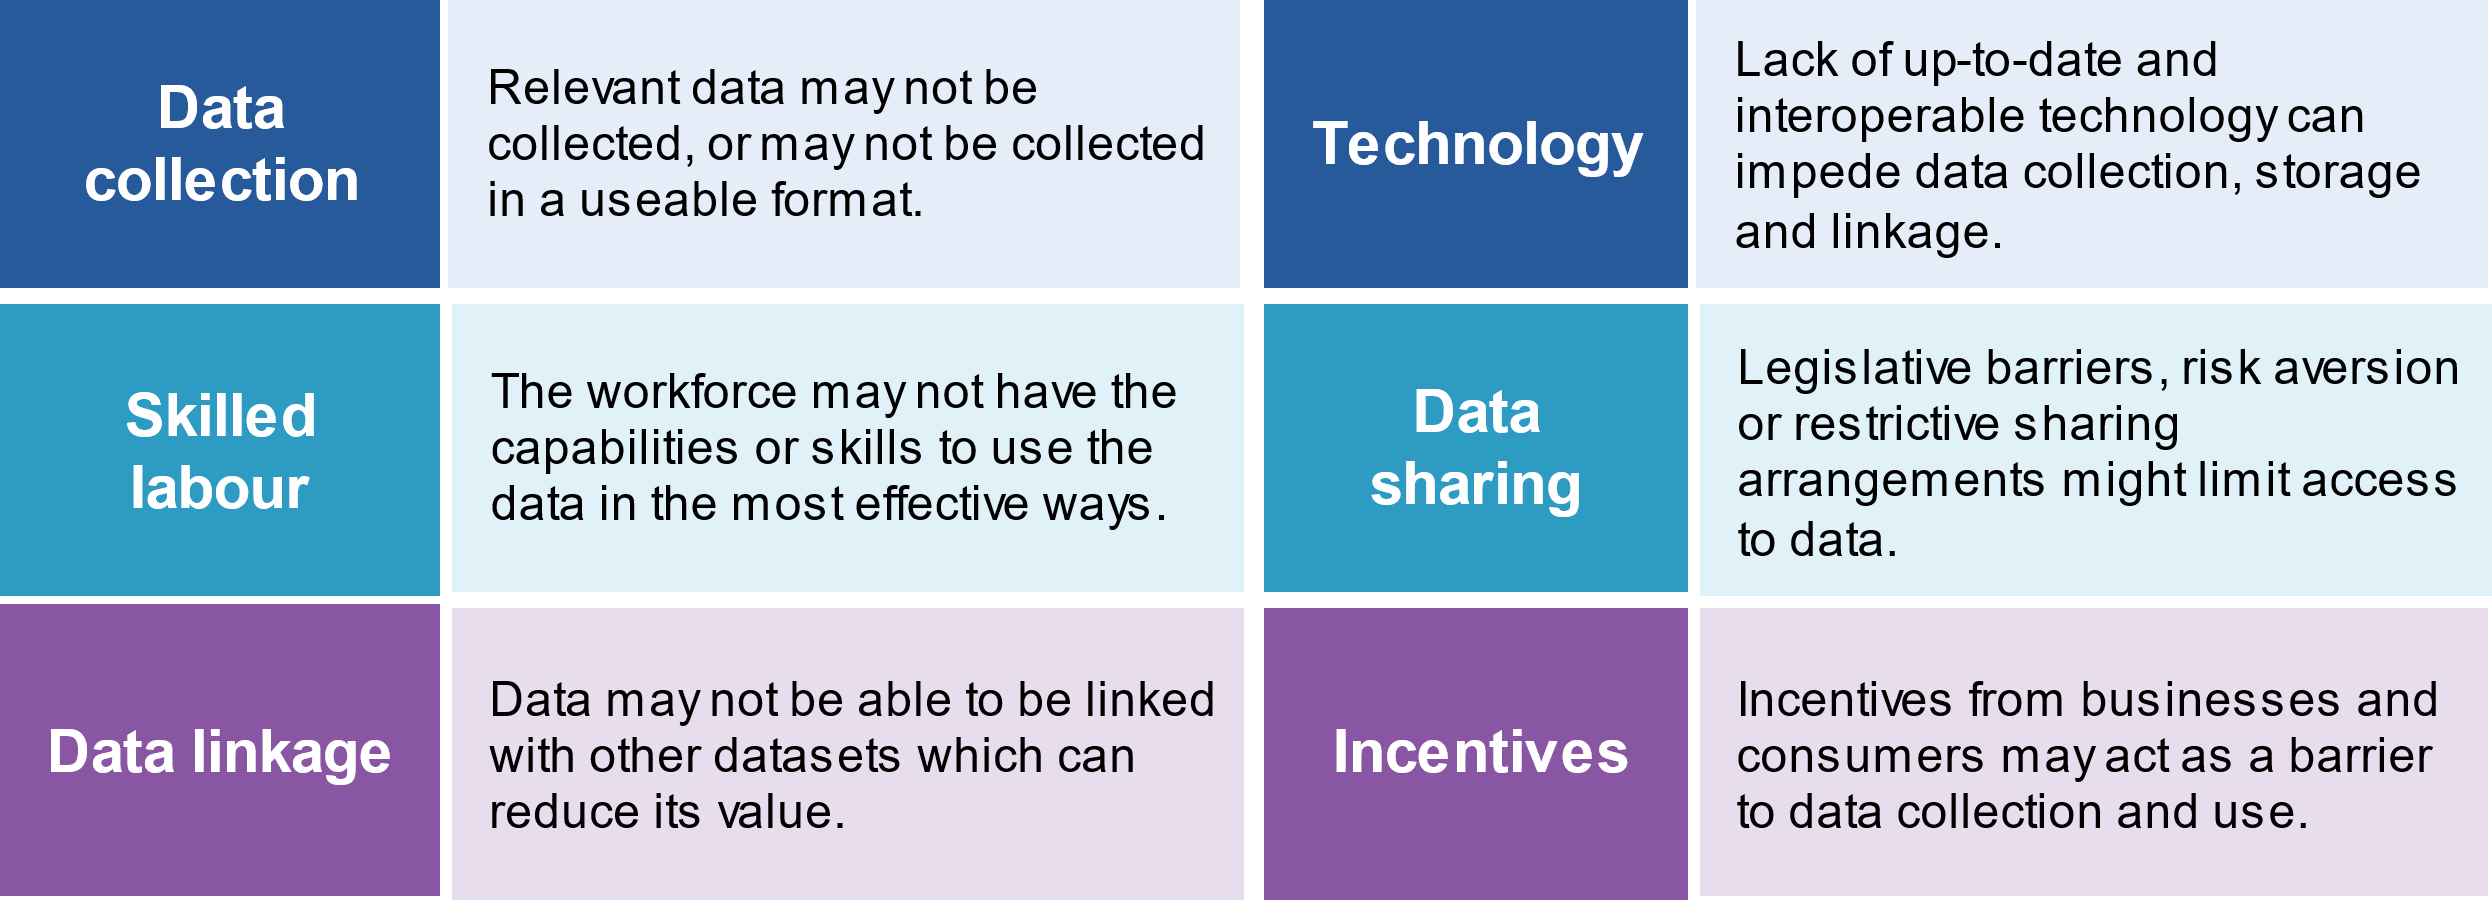 Data
collection
Relevant data may not be
collected, or may not be collected
in a useable format.
Technology
Lack of up-to-date and
interoperable technology can
impede data collection, storage
and linkage.
Skilled
labour
The workforce may not have the
capabilities or skills to use the
data in the most effective ways.
Data
sharing
Legislative barriers, risk aversion
or restrictive sharing
arrangements might limit access
to data.
Data linkage
Data may not be able to be linked
with other datasets which can
reduce its value.
Incentives
Incentives from businesses and
consumers may act as a barrier
to data collection and use.